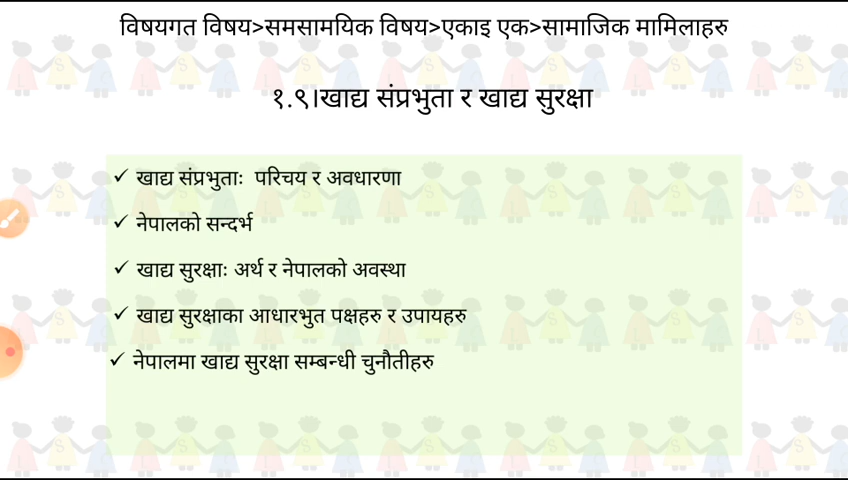 विषयगत विषय>समसामयिक विषय>एकाइ एक>सामाजिक मामिलाहरु
१.९।खाद्य संप्रभुता र खाद्य सुरक्षा
✓ खाद्य संप्रभुताः परिचय र अवधारणा
✓ नेपालको सन्दर्भ
✓ खाद्य सुरक्षाः अर्थ र नेपालको अवस्था
✓ खाद्य सुरक्षाका आधारभुत पक्षहरु र उपायहरु
✓ नेपालमा खाद्य सुरक्षा सम्बन्धी चुनौतीहरु